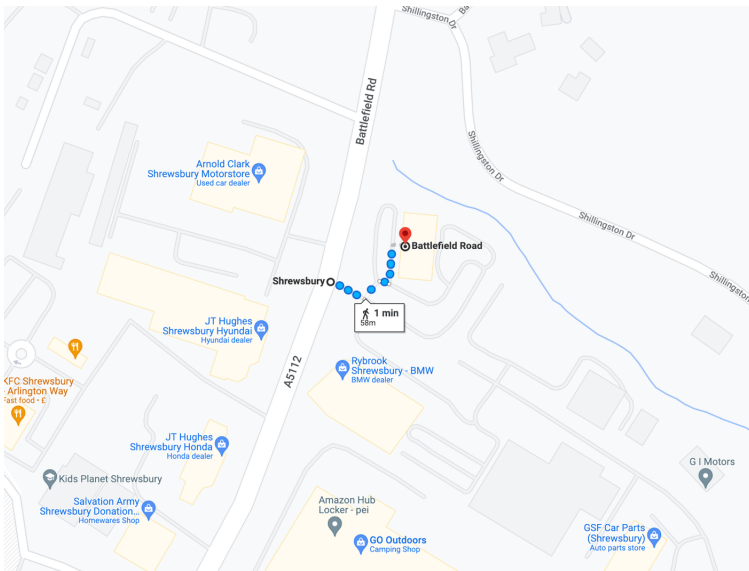 Shillingston Dr
Ba
Battlefield Rd
Shillingston Dr
Arnold Clark
Shrewsbury Motorstore
Used car dealer
Shillingston Dr
Battlefield Road
Shrewsbury
Shillingston
1 min
58m
JT Hughes
Shrewsbury Hyundai
Hyundai dealer
A5112
Rybrook
Shrewsbury - BMW
BMW dealer
KFC Shrewsbury
- Arlington Way
Fast food • £
JT Hughes
Shrewsbury Honda
Honda dealer
G I Motors
Kids Planet Shrewsbury
Salvation Army
Shrewsbury Donation...
Homewares Shop
Amazon Hub
Locker - pei
GO Outdoors
Camping Shop
GSF Car Parts
(Shrewsbury)
Auto parts store